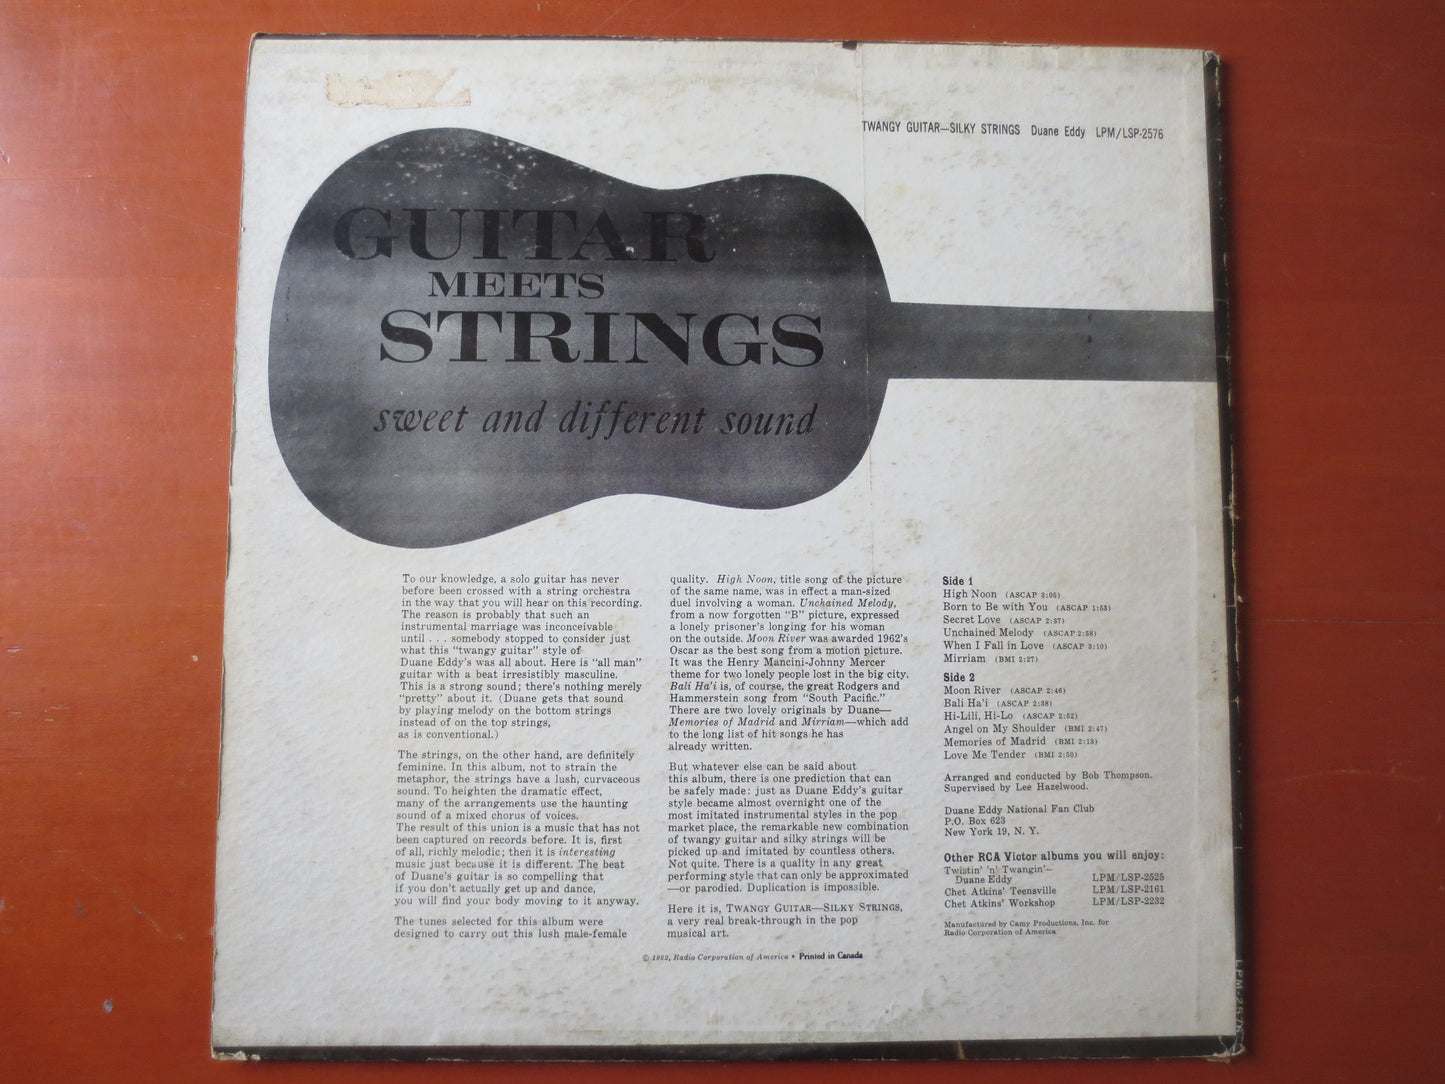 TWANGY GUITAR—SILKY STRINGS Duane Eddy LPM/LSP-2576
GUITAR
MEETS
STRINGS
sweet and different sound
To our knowledge, a solo guitar has never
before been crossed with a string orchestra
in the way that you will hear on this recording.
The reason is probably that such an
instrumental marriage was inconceivable
until . . . somebody stopped to consider just
what this "twangy guitar" style of
Duane Eddy's was all about. Here is "all man"
guitar with a beat irresistibly masculine.
This is a strong sound; there's nothing merely
"pretty" about it. (Duane gets that sound
by playing melody on the bottom strings
instead of on the top strings,
as is conventional.)
The strings, on the other hand, are definitely
feminine. In this album, not to strain the
metaphor, the strings have a lush, curvaceous
sound. To heighten the dramatic effect,
many of the arrangements use the haunting
sound of a mixed chorus of voices.
The result of this union is a music that has not
been captured on records before. It is, first
of all, richly melodic; then it is interesting
music just because it is different. The beat
of Duane's guitar is so compelling that
if you don't actually get up and dance,
you will find your body moving to it anyway.
The tunes selected for this album were
designed to carry out this lush male-female
quality. High Noon, title song of the picture
of the same name, was in effect a man-sized
duel involving a woman. Unchained Melody,
from a now forgotten "B" picture, expressed
a lonely prisoner's longing for his woman
on the outside. Moon River was awarded 1962's
Oscar as the best song from a motion picture.
It was the Henry Mancini-Johnny Mercer
theme for two lonely people lost in the big city.
Bali Ha'i is, of course, the great Rodgers and
Hammerstein song from "South Pacific."
There are two lovely originals by Duane—
Memories of Madrid and Mirriam—which add
to the long list of hit songs he has
already written.
But whatever else can be said about
this album, there is one prediction that can
be safely made: just as Duane Eddy's guitar
style became almost overnight one of the
most imitated instrumental styles in the pop
market place, the remarkable new combination
of twangy guitar and silky strings will be
picked up and imitated by countless others.
Not quite. There is a quality in any great
performing style that can only be approximated
—or parodied. Duplication is impossible.
Here it is, TWANGY GUITAR—SILKY STRINGS,
a very real break-through in the pop
musical art.
Side 1
High Noon (ASCAP 3:05)
Born to Be with You (ASCAP 1:53)
Secret Love (ASCAP 2:37)
Unchained Melody (ASCAP 2:58)
When I Fall in Love (ASCAP 3:10)
Mirriam (BMI 2:27)
Side 2
Moon River (ASCAP 2:46)
Bali Ha'i (ASCAP 2:38)
Hi-Lili, Hi-Lo (ASCAP 2:52)
Angel on My Shoulder (BMI 2:47)
Memories of Madrid (BMI 2:13)
Love Me Tender (BMI 2:50)
Arranged and conducted by Bob Thompson.
Supervised by Lee Hazelwood.
Duane Eddy National Fan Club
P.O. Box 623
New York 19, N. Y.
Other RCA Victor albums you will enjoy:
Twistin' 'n' Twangin'—
Duane Eddy LPM/LSP-2525
Chet Atkins' Teensville LPM/LSP-2161
Chet Atkins' Workshop LPM/LSP-2232
Manufactured by Camy Productions, Inc. for
Radio Corporation of America
© 1962, Radio Corporation of America • Printed in Canada
LPM-2576